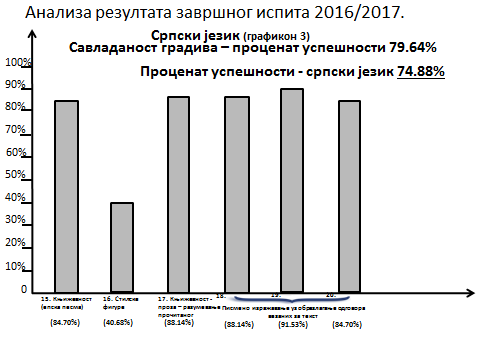 Анализа резултата завршног испита 2016/2017.
Српски језик (графикон 3)
Савладаност градива – проценат успешности 79.64%
Проценат успешности - српски језик 74.88%
100%
90%
80%
70%
60%
50%
40%
30%
20%
10%
0
15. Књижевност (епска песма)
(84.70%)
16. Стилске фигуре
(40.68%)
17. Књижевност - проза – разумевање прочитаног
(88.14%)
18. 19. 20.
Писмено изражавање уз образлагање одговора везаних за текст
(88.14%) (91.53%) (84.70%)